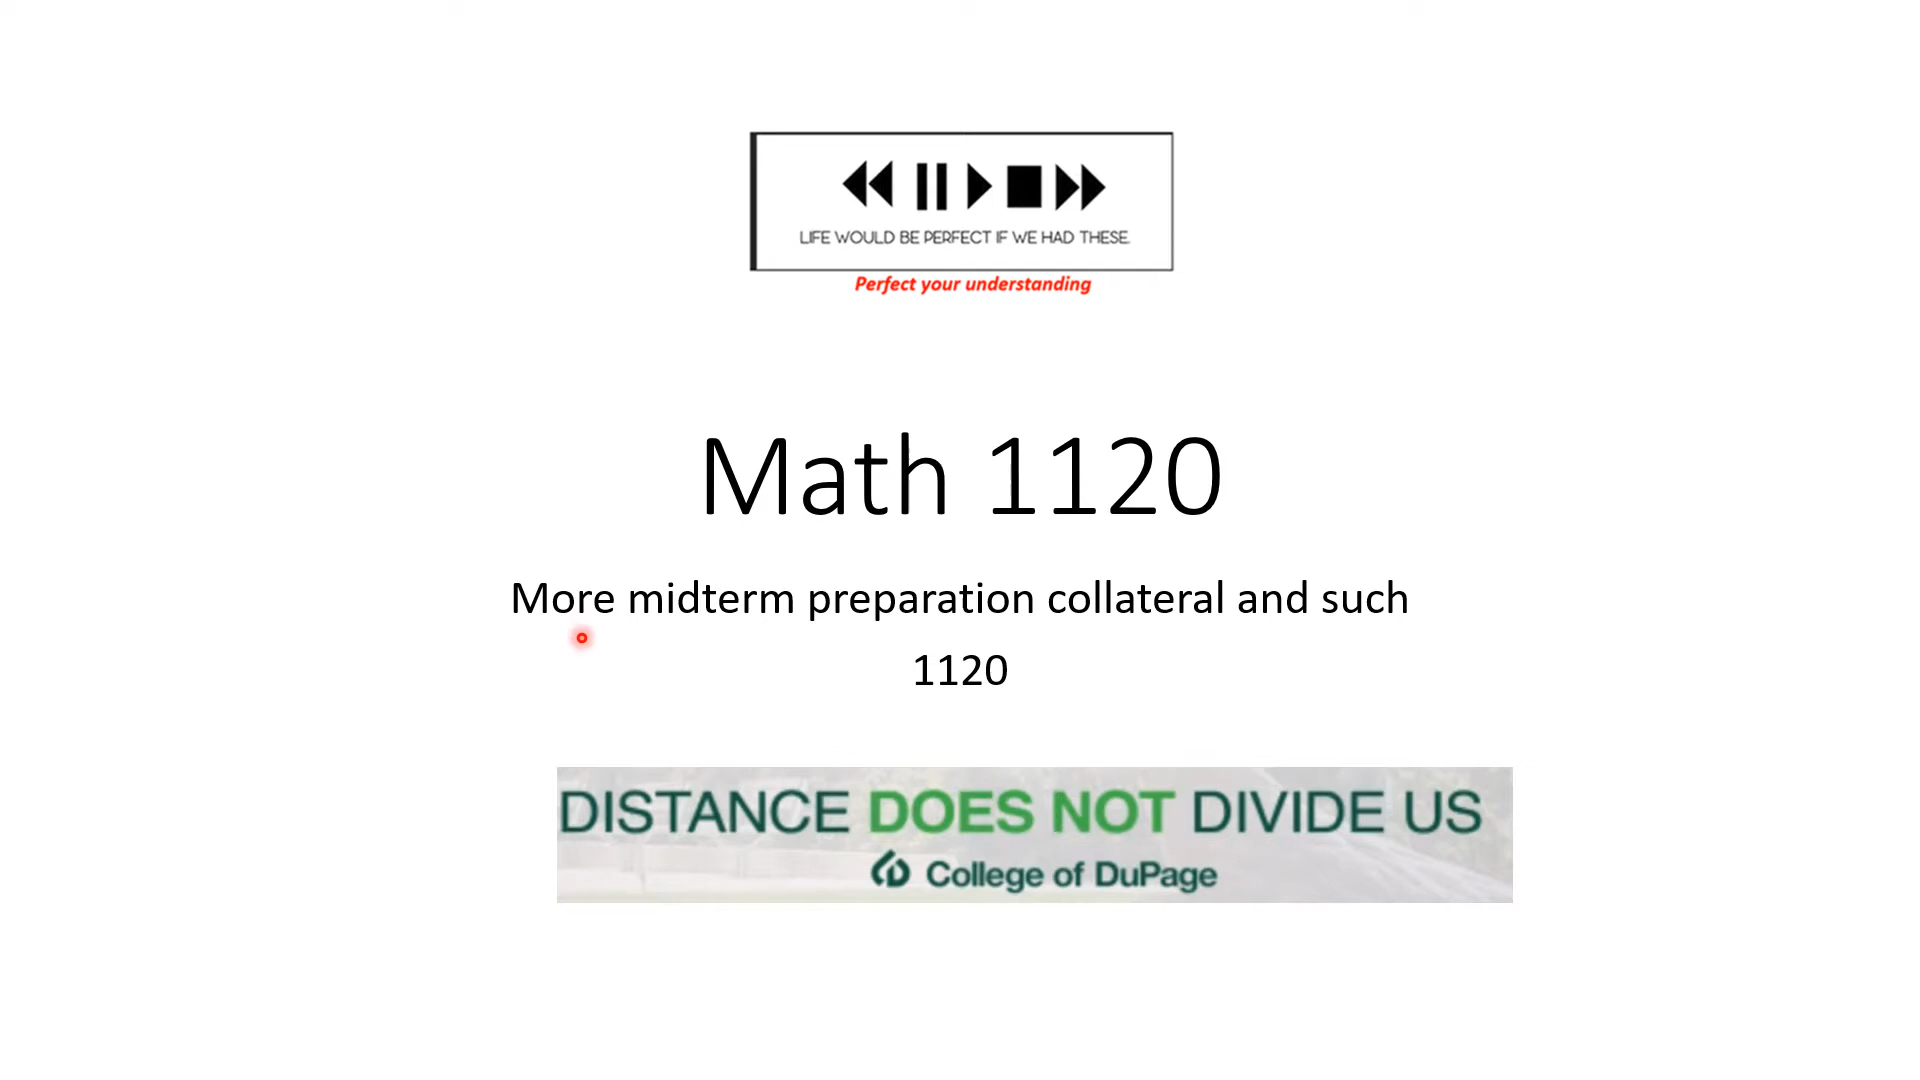 LIFE WOULD BE PERFECT IF WE HAD THESE.
Perfect your understanding
Math 1120
More midterm preparation collateral and such
1120
DISTANCE DOES NOT DIVIDE US
College of DuPage